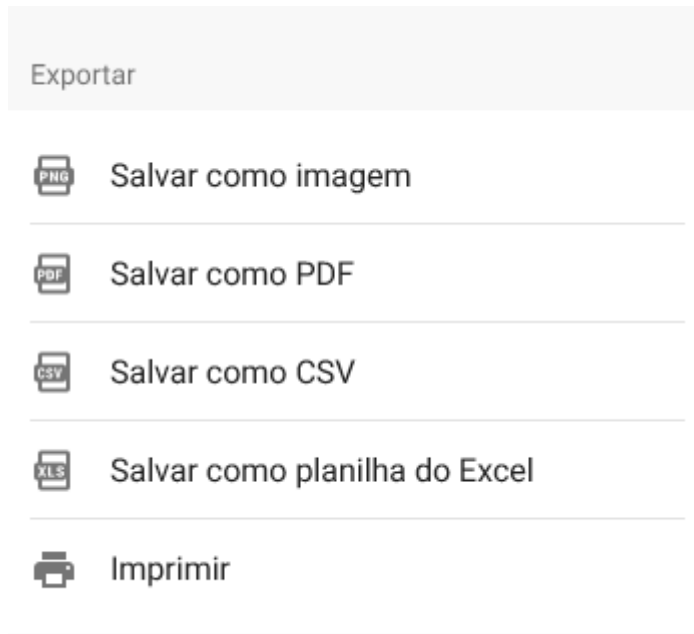 Exportar
PNG Salvar como imagem
PDF Salvar como PDF
CSV Salvar como CSV
XLS Salvar como planilha do Excel
Imprimir